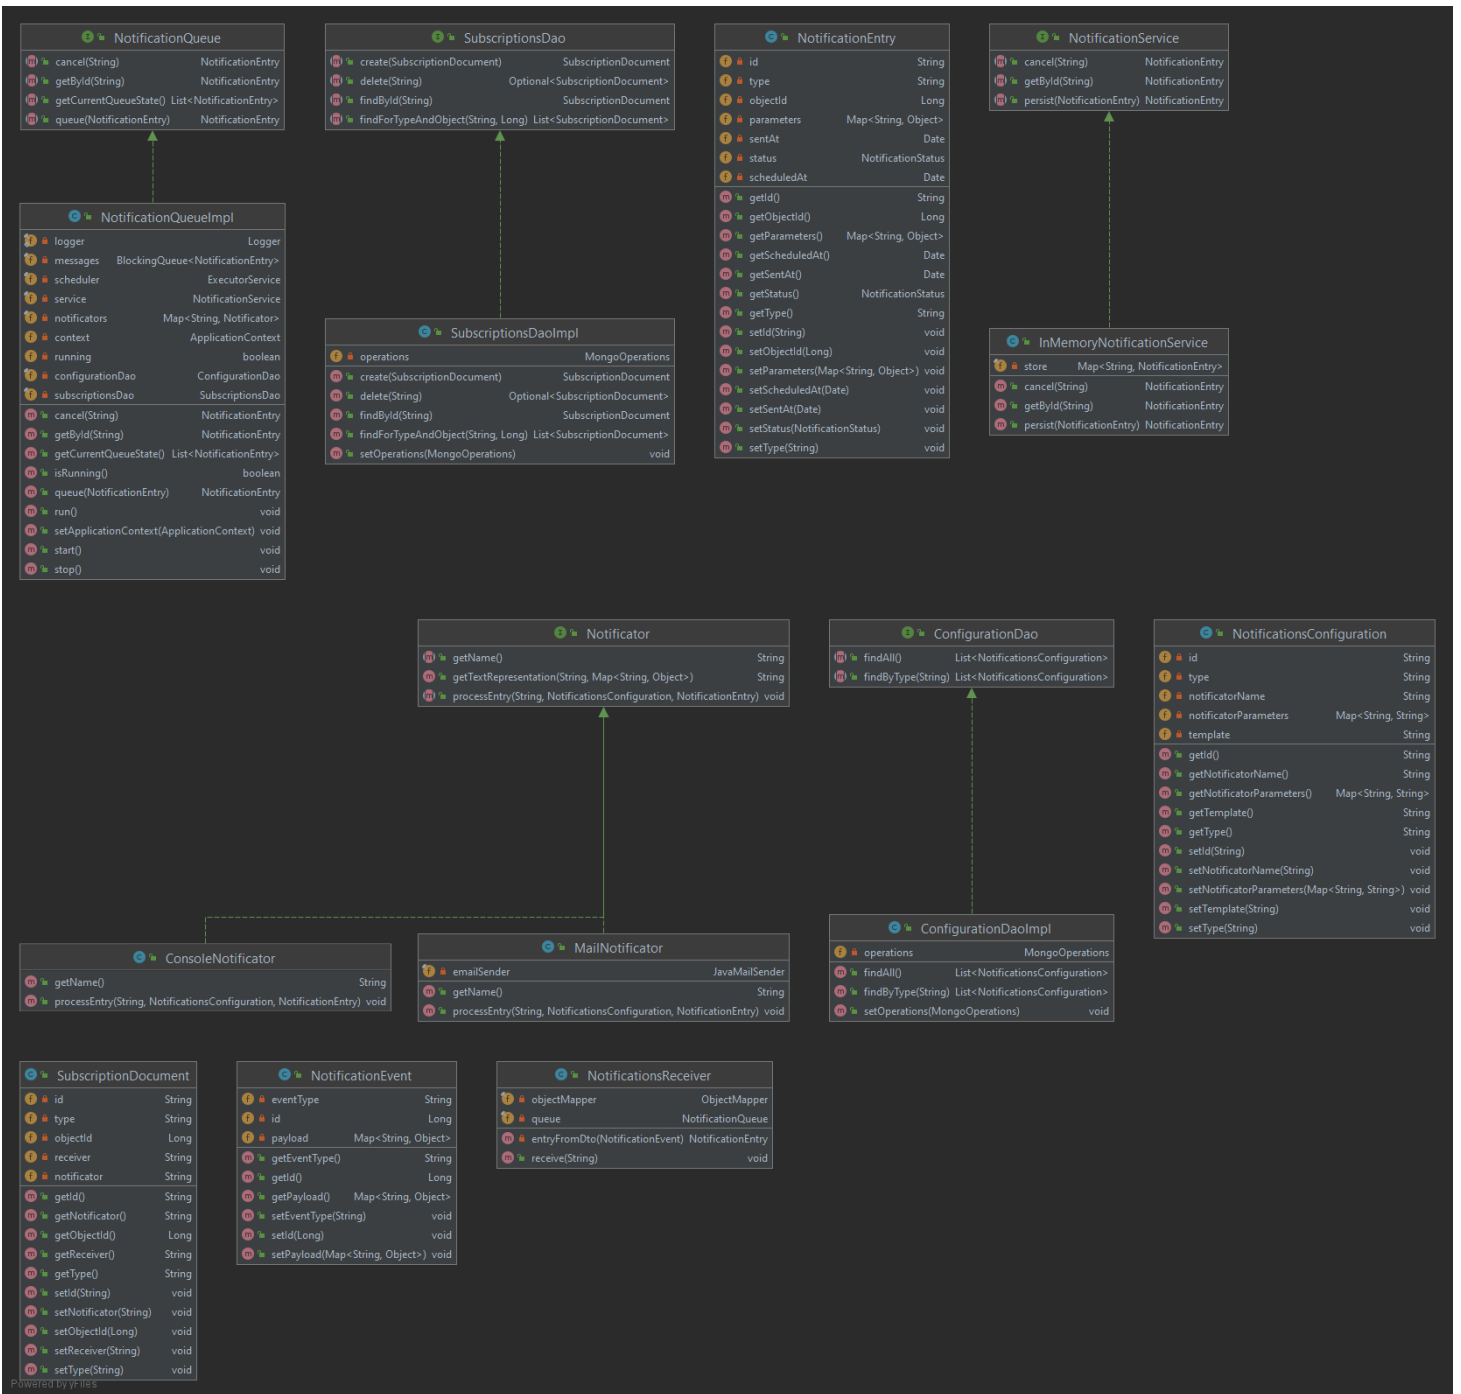 NotificationQueue
cancel(String) NotificationEntry
getById(String) NotificationEntry
getCurrentQueueState() List<NotificationEntry>
queue(NotificationEntry) NotificationEntry
SubscriptionsDao
create(SubscriptionDocument) SubscriptionDocument
delete(String) Optional<SubscriptionDocument>
findById(String) SubscriptionDocument
findForTypeAndObject(String, Long) List<SubscriptionDocument>
NotificationEntry
id String
type String
objectId Long
parameters Map<String, Object>
sentAt Date
status NotificationStatus
scheduledAt Date
getId() String
getObjectId() Long
getParameters() Map<String, Object>
getScheduledAt() Date
getSentAt() Date
getStatus() NotificationStatus
getType() String
setId(String) void
setObjectId(Long) void
setParameters(Map<String, Object>) void
setScheduledAt(Date) void
setSentAt(Date) void
setStatus(NotificationStatus) void
setType(String) void
NotificationService
cancel(String) NotificationEntry
getById(String) NotificationEntry
persist(NotificationEntry) NotificationEntry
NotificationQueueImpl
logger Logger
messages BlockingQueue<NotificationEntry>
scheduler ExecutorService
service NotificationService
notificators Map<String, Notificator>
context ApplicationContext
running boolean
configurationDao ConfigurationDao
subscriptionsDao SubscriptionsDao
cancel(String) NotificationEntry
getById(String) NotificationEntry
getCurrentQueueState() List<NotificationEntry>
isRunning() boolean
queue(NotificationEntry) NotificationEntry
run() void
setApplicationContext(ApplicationContext) void
start() void
stop() void
SubscriptionsDaoImpl
operations MongoOperations
create(SubscriptionDocument) SubscriptionDocument
delete(String) Optional<SubscriptionDocument>
findById(String) SubscriptionDocument
findForTypeAndObject(String, Long) List<SubscriptionDocument>
setOperations(MongoOperations) void
InMemoryNotificationService
store Map<String, NotificationEntry>
cancel(String) NotificationEntry
getById(String) NotificationEntry
persist(NotificationEntry) NotificationEntry
Notificator
getName() String
getTextRepresentation(String, Map<String, Object>) String
processEntry(String, NotificationsConfiguration, NotificationEntry) void
ConfigurationDao
findAll() List<NotificationsConfiguration>
findByType(String) List<NotificationsConfiguration>
NotificationsConfiguration
id String
type String
notificatorName String
notificatorParameters Map<String, String>
template String
getId() String
getNotificatorName() String
getNotificatorParameters() Map<String, String>
getTemplate() String
getType() String
setId(String) void
setNotificatorName(String) void
setNotificatorParameters(Map<String, String>) void
setTemplate(String) void
setType(String) void
ConsoleNotificator
getName() String
processEntry(String, NotificationsConfiguration, NotificationEntry) void
MailNotificator
emailSender JavaMailSender
getName() String
processEntry(String, NotificationsConfiguration, NotificationEntry) void
ConfigurationDaoImpl
operations MongoOperations
findAll() List<NotificationsConfiguration>
findByType(String) List<NotificationsConfiguration>
setOperations(MongoOperations) void
SubscriptionDocument
id String
type String
objectId Long
receiver String
notificator String
getId() String
getNotificator() String
getObjectId() Long
getReceiver() String
getType() String
setId(String) void
setNotificator(String) void
setObjectId(Long) void
setReceiver(String) void
setType(String) void
NotificationEvent
eventType String
id Long
payload Map<String, Object>
getEventType() String
getId() Long
getPayload() Map<String, Object>
setEventType(String) void
setId(Long) void
setPayload(Map<String, Object>) void
NotificationsReceiver
objectMapper ObjectMapper
queue NotificationQueue
entryFromDto(NotificationEvent) NotificationEntry
receive(String) void
Powered by yFiles